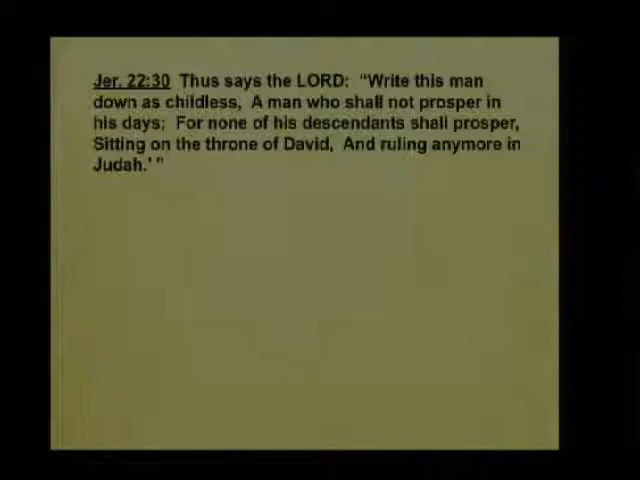 Jer. 22:30 Thus says the LORD: "Write this man
down as childless, A man who shall not prosper in
his days; For none of his descendants shall prosper,
Sitting on the throne of David, And ruling anymore in
Judah.' "